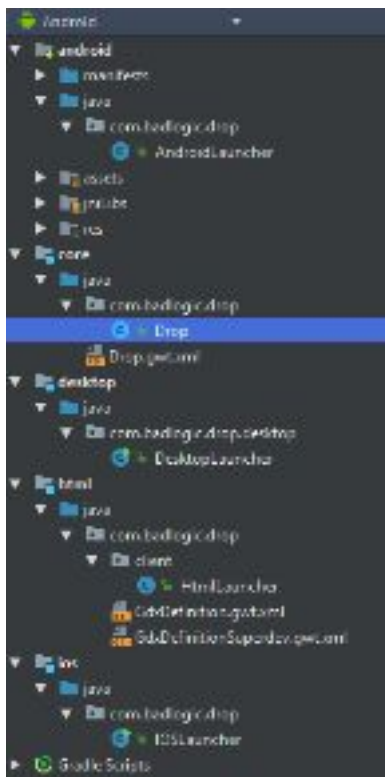 Android
android
manifests
java
com.badlogic.drop
AndroidLauncher
assets
jniLibs
res
core
java
com.badlogic.drop
Drop
Drop.gwt.xml
desktop
java
com.badlogic.drop.desktop
DesktopLauncher
html
java
com.badlogic.drop
client
HtmlLauncher
GdxDefinition.gwt.xml
GdxDefinitionSuperdev.gwt.xml
ios
java
com.badlogic.drop
IOSLauncher
Gradle Scripts